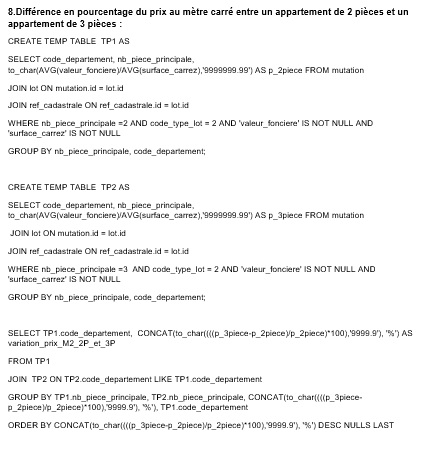 8.Différence en pourcentage du prix au mètre carré entre un appartement de 2 pièces et un
appartement de 3 pièces :
CREATE TEMP TABLE  TP1 AS
SELECT code_departement, nb_piece_principale,
to_char(AVG(valeur_fonciere)/AVG(surface_carrez),'9999999.99') AS p_2piece FROM mutation
JOIN lot ON mutation.id = lot.id
JOIN ref_cadastrale ON ref_cadastrale.id = lot.id
WHERE nb_piece_principale =2 AND code_type_lot = 2 AND 'valeur_fonciere' IS NOT NULL AND
'surface_carrez' IS NOT NULL
GROUP BY nb_piece_principale, code_departement;
CREATE TEMP TABLE  TP2 AS
SELECT code_departement, nb_piece_principale,
to_char(AVG(valeur_fonciere)/AVG(surface_carrez),'9999999.99') AS p_3piece FROM mutation
JOIN lot ON mutation.id = lot.id
JOIN ref_cadastrale ON ref_cadastrale.id = lot.id
WHERE nb_piece_principale =3  AND code_type_lot = 2 AND 'valeur_fonciere' IS NOT NULL AND
'surface_carrez' IS NOT NULL
GROUP BY nb_piece_principale, code_departement;
SELECT TP1.code_departement,  CONCAT(to_char((((p_3piece-p_2piece)/p_2piece)*100),'9999.9'), '%') AS
variation_prix_M2_2P_et_3P
FROM TP1
JOIN  TP2 ON TP2.code_departement LIKE TP1.code_departement
GROUP BY TP1.nb_piece_principale, TP2.nb_piece_principale, CONCAT(to_char((((p_3piece-
p_2piece)/p_2piece)*100),'9999.9'), '%'), TP1.code_departement
ORDER BY CONCAT(to_char((((p_3piece-p_2piece)/p_2piece)*100),'9999.9'), '%') DESC NULLS LAST